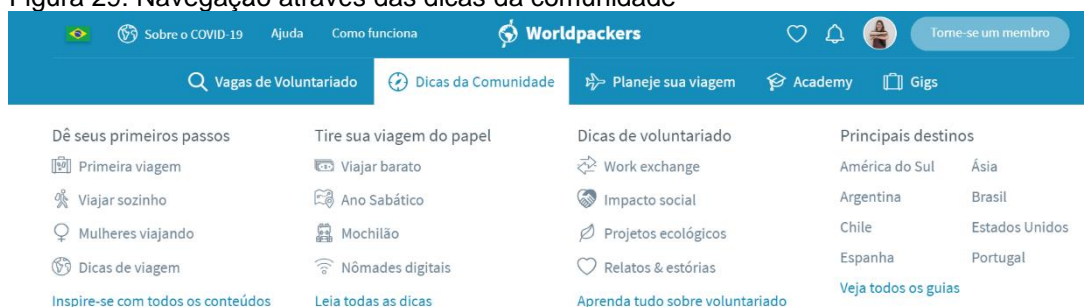 Figura 29: Navegação através das dicas da comunidade
Sobre o COVID-19 Ajuda Como funciona Worldpackers Torne-se um membro
Vagas de Voluntariado Dicas da Comunidade Planeje sua viagem Academy Gigs
Dê seus primeiros passos
Primeira viagem
Viajar sozinho
Mulheres viajando
Dicas de viagem
Inspire-se com todos os conteúdos
Tire sua viagem do papel
Viajar barato
Ano Sabático
Mochilão
Nômades digitais
Leia todas as dicas
Dicas de voluntariado
Work exchange
Impacto social
Projetos ecológicos
Relatos & estórias
Aprenda tudo sobre voluntariado
Principais destinos
América do Sul Ásia
Argentina Brasil
Chile Estados Unidos
Espanha Portugal
Veja todos os guias